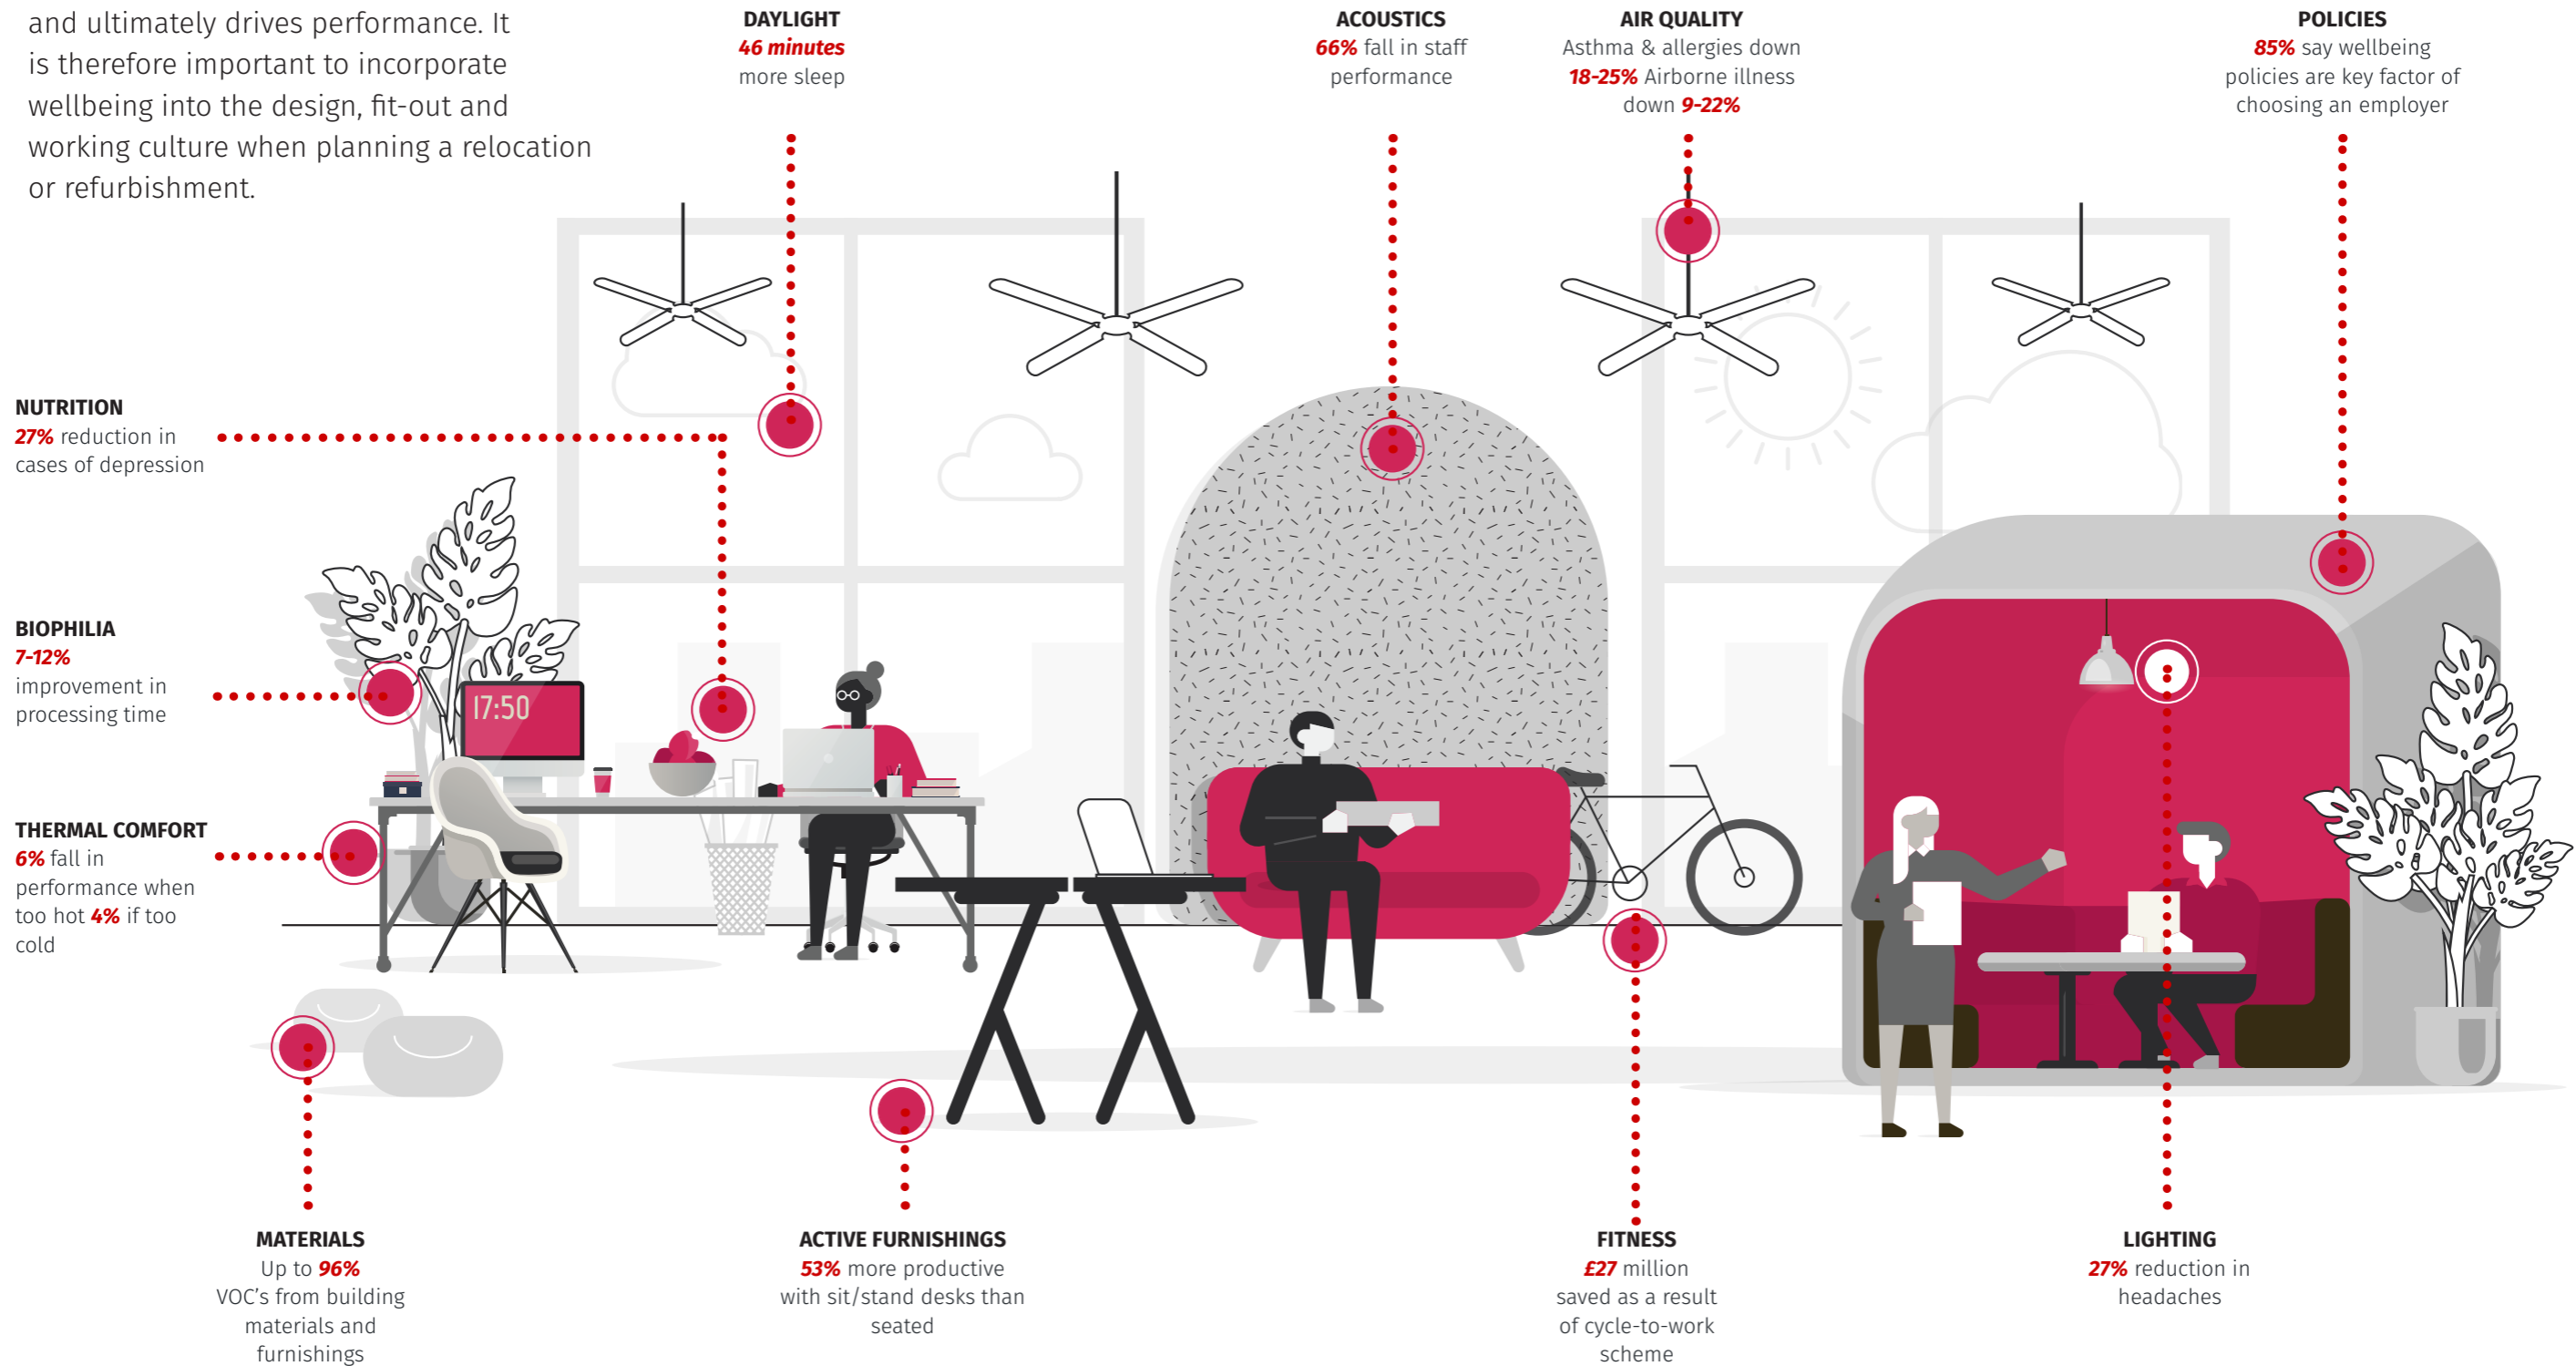 and ultimately drives performance. It
is therefore important to incorporate
wellbeing into the design, fit-out and
working culture when planning a relocation
or refurbishment.
DAYLIGHT
46 minutes
more sleep
ACOUSTICS
66% fall in staff
performance
AIR QUALITY
Asthma & allergies down
18-25% Airborne illness
down 9-22%
POLICIES
85% say wellbeing
policies are key factor of
choosing an employer
NUTRITION
27% reduction in
cases of depression
BIOPHILIA
7-12%
improvement in
processing time
17:50
THERMAL COMFORT
6% fall in
performance when
too hot 4% if too
cold
MATERIALS
Up to 96%
VOC's from building
materials and
furnishings
ACTIVE FURNISHINGS
53% more productive
with sit/stand desks than
seated
FITNESS
£27 million
saved as a result
of cycle-to-work
scheme
LIGHTING
27% reduction in
headaches